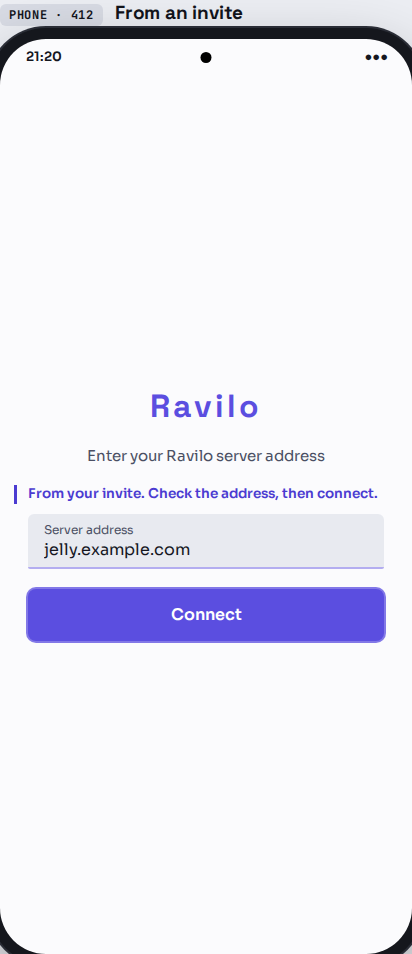 PHONE · 412 From an invite
21:20
Ravilo
Enter your Ravilo server address
From your invite. Check the address, then connect.
Server address
jelly.example.com
Connect